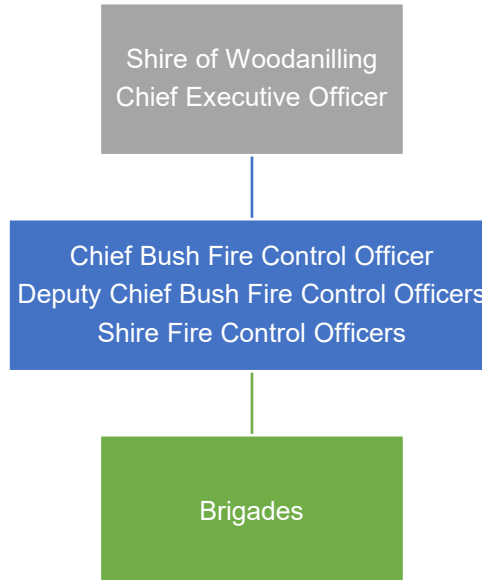 Shire of Woodanilling
Chief Executive Officer
Chief Bush Fire Control Officer
Deputy Chief Bush Fire Control Officers
Shire Fire Control Officers
Brigades